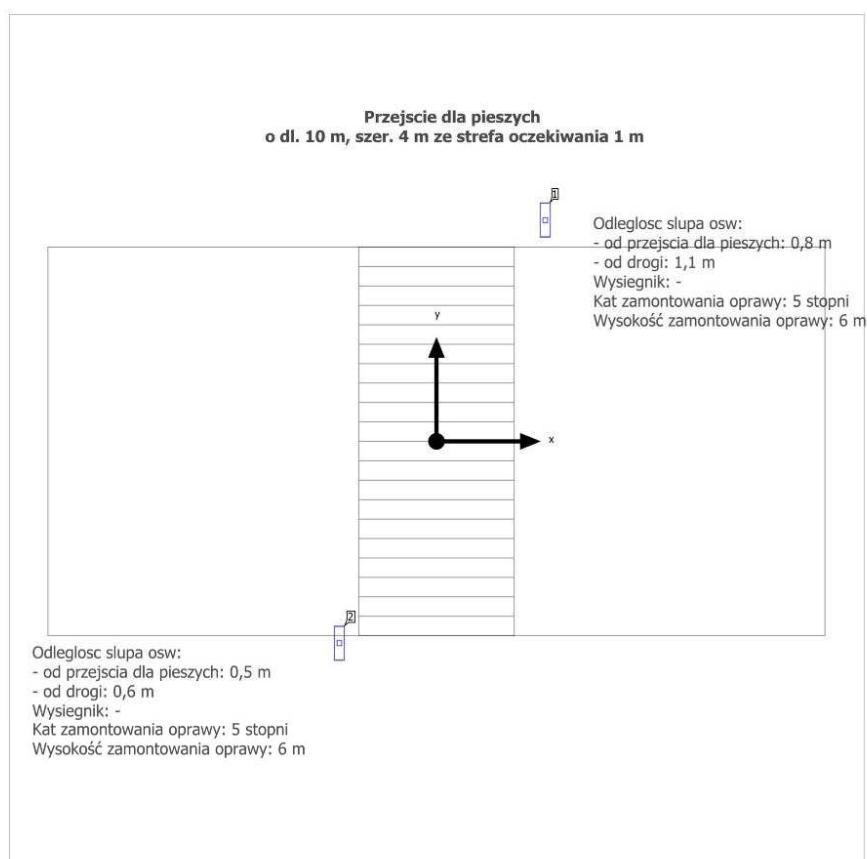 Przejscie dla pieszych
o dl. 10 m, szer. 4 m ze strefa oczekiwania 1 m
1
Odleglosc slupa osw:
- od przejscia dla pieszych: 0,8 m
- od drogi: 1,1 m
Wysiegnik: -
Kat zamontowania oprawy: 5 stopni
Wysokość zamontowania oprawy: 6 m
y
x
2
Odleglosc slupa osw:
- od przejscia dla pieszych: 0,5 m
- od drogi: 0,6 m
Wysiegnik: -
Kat zamontowania oprawy: 5 stopni
Wysokość zamontowania oprawy: 6 m